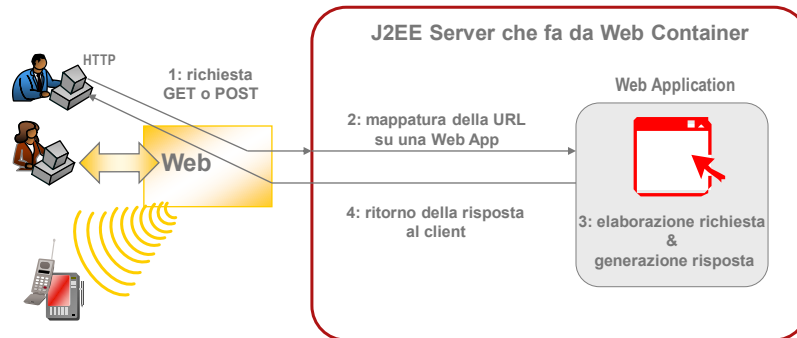 J2EE Server che fa da Web Container
HTTP
1: richiesta
GET o POST
Web Application
2: mappatura della URL
su una Web App
Web
4: ritorno della risposta
al client
3: elaborazione richiesta
&
generazione risposta